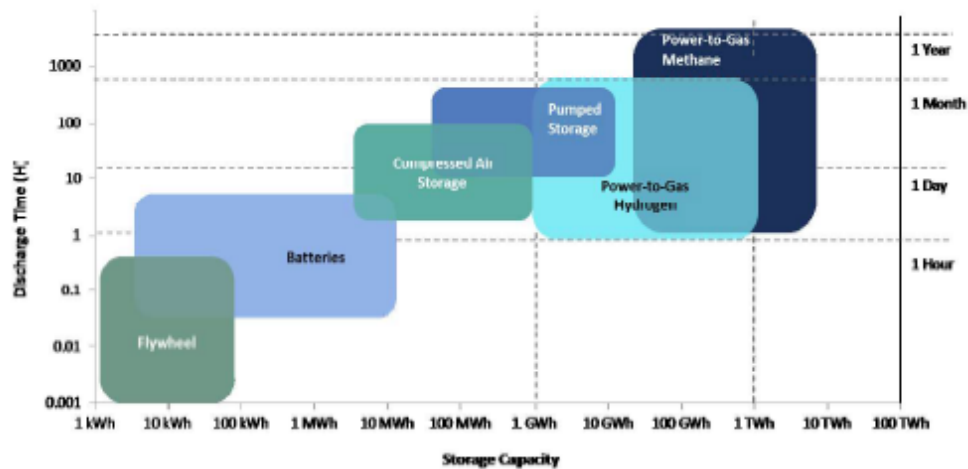 Power-to-Gas
Methane
1 Year
1000
1 Month
Pumped
Storage
100
Compressed Air
Storage
10
1 Day
Power-to-Gas
Hydrogen
1
Batteries
1 Hour
0.1
Flywheel
0.01
0.001
Discharge Time (H)
1 kWh 10 kWh 100 kWh 1 MWh 10 MWh 100 MWh 1 GWh 10 GWh 100 GWh 1 TWh 10 TWh 100 TWh
Storage Capacity